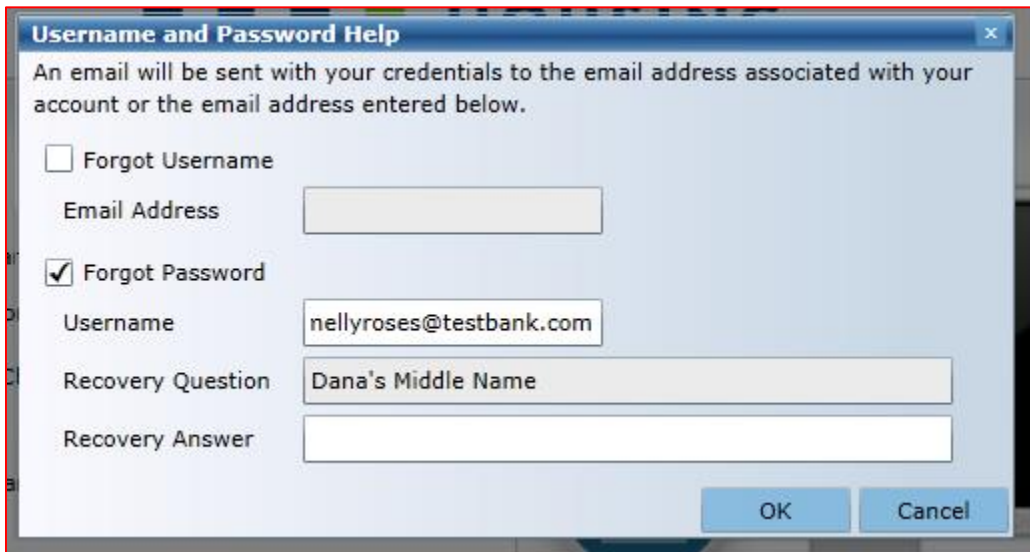 Username and Password Help
An email will be sent with your credentials to the email address associated with your
account or the email address entered below.
Forgot Username
Email Address
Forgot Password
Username nellyroses@testbank.com
Recovery Question Dana's Middle Name
Recovery Answer
OK Cancel